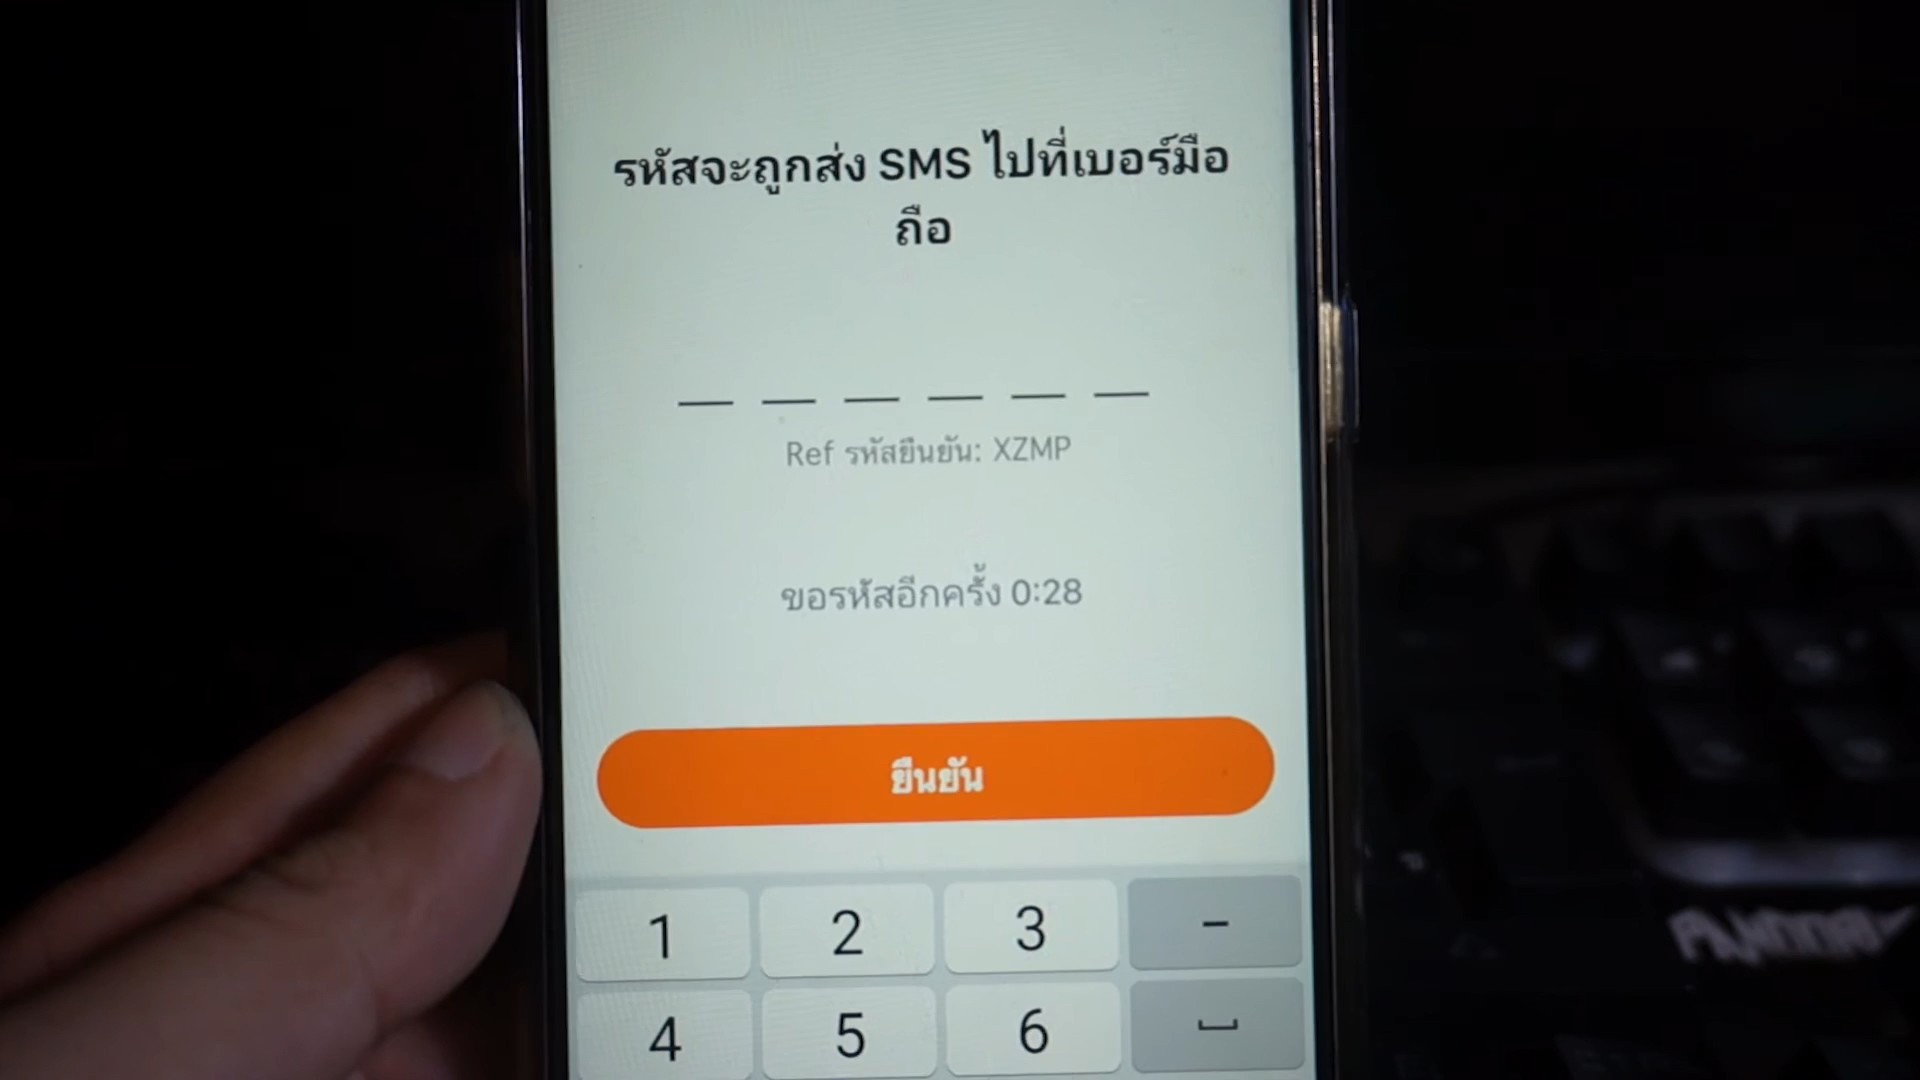 รหัสจะถูกส่ง SMS ไปที่เบอร์มือ
ถือ
Ref รหัสยืนยัน: XZMP
ขอรหัสอีกครั้ง 0:28
ยืนยัน
1 2 3 -
4 5 6